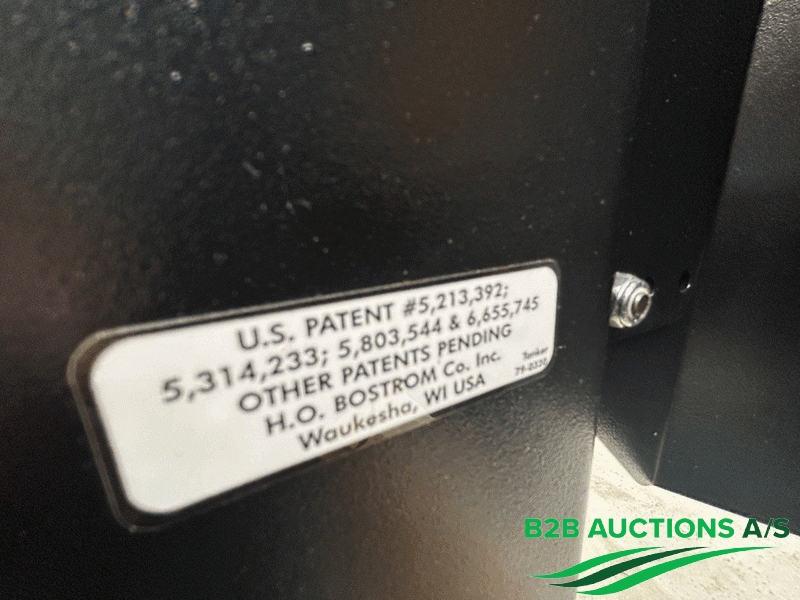 U.S. PATENT #5,213,392;
5,314,233; 5,803,544 & 6,655,745
OTHER PATENTS PENDING
H.O. BOSTROM Co. Inc.
Waukesha, WI USA
Tanker
B2B AUCTIONS A/S